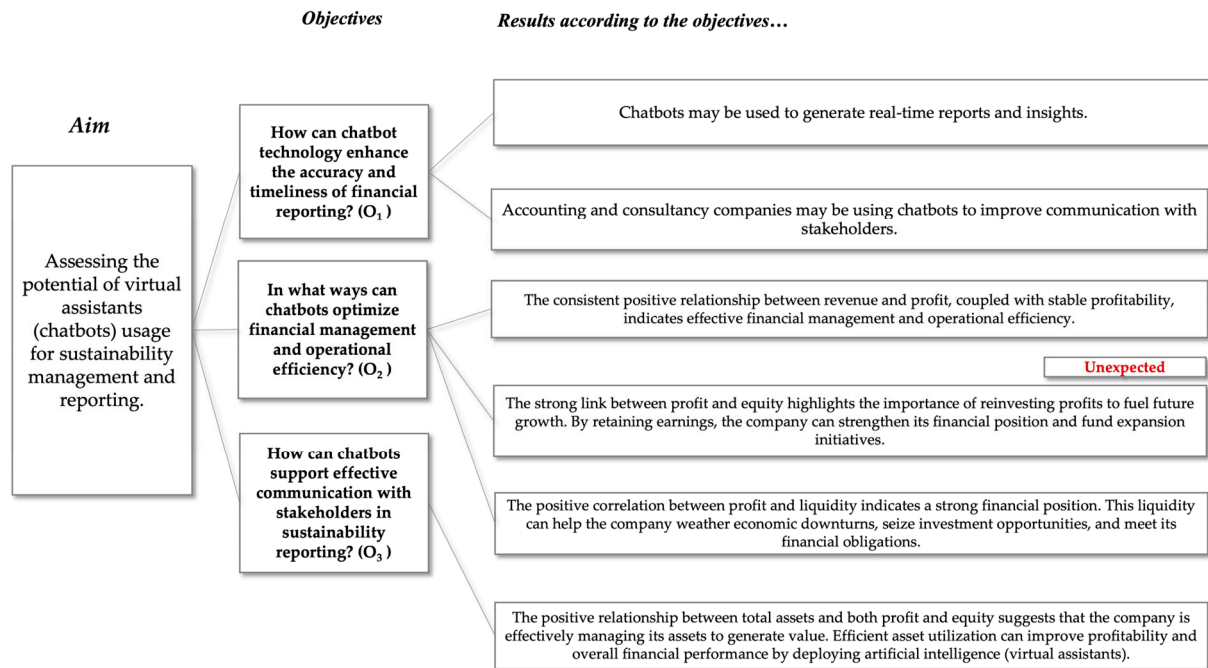 Objectives
Results according to the objectives…
Aim
Assessing the
potential of virtual
assistants
(chatbots) usage
for sustainability
management and
reporting.
How can chatbot
technology enhance
the accuracy and
timeliness of financial
reporting? (O₁ )
In what ways can
chatbots optimize
financial management
and operational
efficiency? (O₂ )
How can chatbots
support effective
communication with
stakeholders in
sustainability
reporting? (O₃ )
Chatbots may be used to generate real-time reports and insights.
Accounting and consultancy companies may be using chatbots to improve communication with
stakeholders.
The consistent positive relationship between revenue and profit, coupled with stable profitability,
indicates effective financial management and operational efficiency.
Unexpected
The strong link between profit and equity highlights the importance of reinvesting profits to fuel future
growth. By retaining earnings, the company can strengthen its financial position and fund expansion
initiatives.
The positive correlation between profit and liquidity indicates a strong financial position. This liquidity
can help the company weather economic downturns, seize investment opportunities, and meet its
financial obligations.
The positive relationship between total assets and both profit and equity suggests that the company is
effectively managing its assets to generate value. Efficient asset utilization can improve profitability and
overall financial performance by deploying artificial intelligence (virtual assistants).